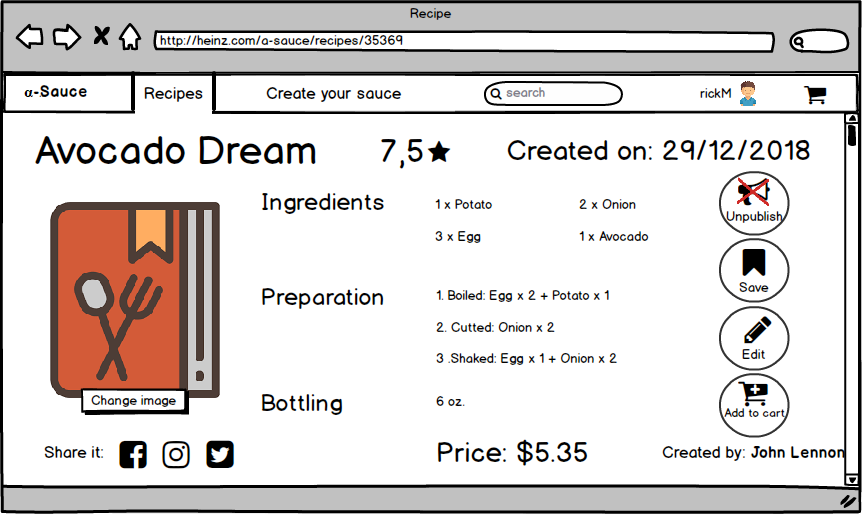 Recipe
http://heinz.com/a-sauce/recipes/35369
α-Sauce Recipes Create your sauce search rickM
Avocado Dream 7,5 Created on: 29/12/2018
Ingredients 1 x Potato 2 x Onion
3 x Egg 1 x Avocado
Unpublish
Preparation 1. Boiled: Egg x 2 + Potato x 1
2. Cutted: Onion x 2
3 .Shaked: Egg x 1 + Onion x 2
Save
Edit
Change image
Bottling 6 oz.
Add to cart
Share it: Price: $5.35 Created by: John Lennon